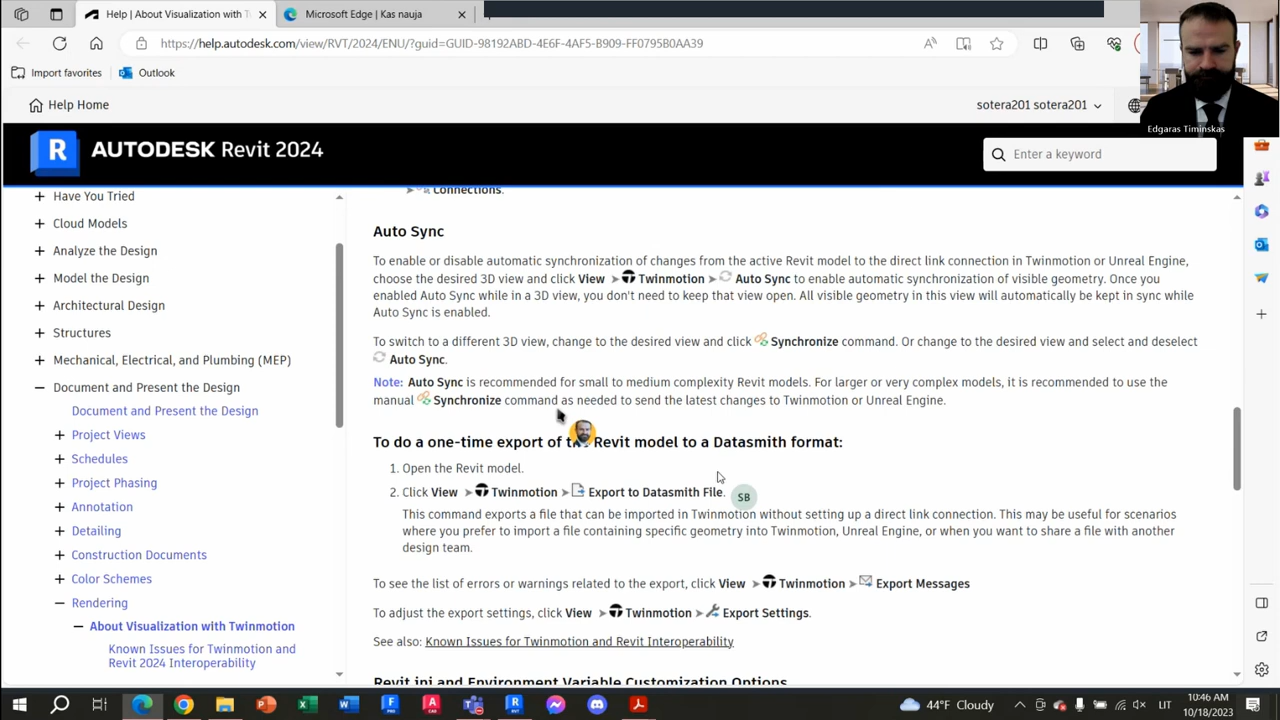 Help | About Visualization with T
Microsoft Edge | Kas nauja
https://help.autodesk.com/view/RVT/2024/ENU/?guid=GUID-98192ABD-4E6F-4AF5-B909-FF0795B0AA39
Import favorites
Outlook
Edgaras Timinskas
Help Home
sotera201 sotera201
R
AUTODESK Revit 2024
Enter a keyword
Have You Tried
Cloud Models
Analyze the Design
Model the Design
Architectural Design
Structures
Mechanical, Electrical, and Plumbing (MEP)
Document and Present the Design
Document and Present the Design
Project Views
Schedules
Project Phasing
Annotation
Detailing
Construction Documents
Color Schemes
Rendering
About Visualization with Twinmotion
Known Issues for Twinmotion and
Revit 2024 Interoperability
Connections.
Auto Sync
To enable or disable automatic synchronization of changes from the active Revit model to the direct link connection in Twinmotion or Unreal Engine,
choose the desired 3D view and click View ➤ Twinmotion ➤ Auto Sync to enable automatic synchronization of visible geometry. Once you
enabled Auto Sync while in a 3D view, you don't need to keep that view open. All visible geometry in this view will automatically be kept in sync while
Auto Sync is enabled.
To switch to a different 3D view, change to the desired view and click Synchronize command. Or change to the desired view and select and deselect
Auto Sync.
Note: Auto Sync is recommended for small to medium complexity Revit models. For larger or very complex models, it is recommended to use the
manual Synchronize command as needed to send the latest changes to Twinmotion or Unreal Engine.
To do a one-time export of Revit model to a Datasmith format:
1. Open the Revit model.
2. Click View ➤ Twinmotion ➤ Export to Datasmith File.
SB
This command exports a file that can be imported in Twinmotion without setting up a direct link connection. This may be useful for scenarios
where you prefer to import a file containing specific geometry into Twinmotion, Unreal Engine, or when you want to share a file with another
design team.
To see the list of errors or warnings related to the export, click View ➤ Twinmotion ➤ Export Messages
To adjust the export settings, click View ➤ Twinmotion ➤ Export Settings.
See also: Known Issues for Twinmotion and Revit Interoperability
Revit.ini and Environment Variable Customization Options
44°F Cloudy
LIT
10:46 AM
10/18/2023